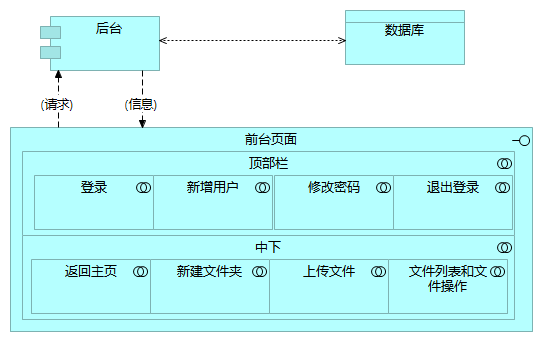 后台
数据库
(请求)
(信息)
前台页面
顶部栏
登录
新增用户
修改密码
退出登录
中下
返回主页
新建文件夹
上传文件
文件列表和文
件操作